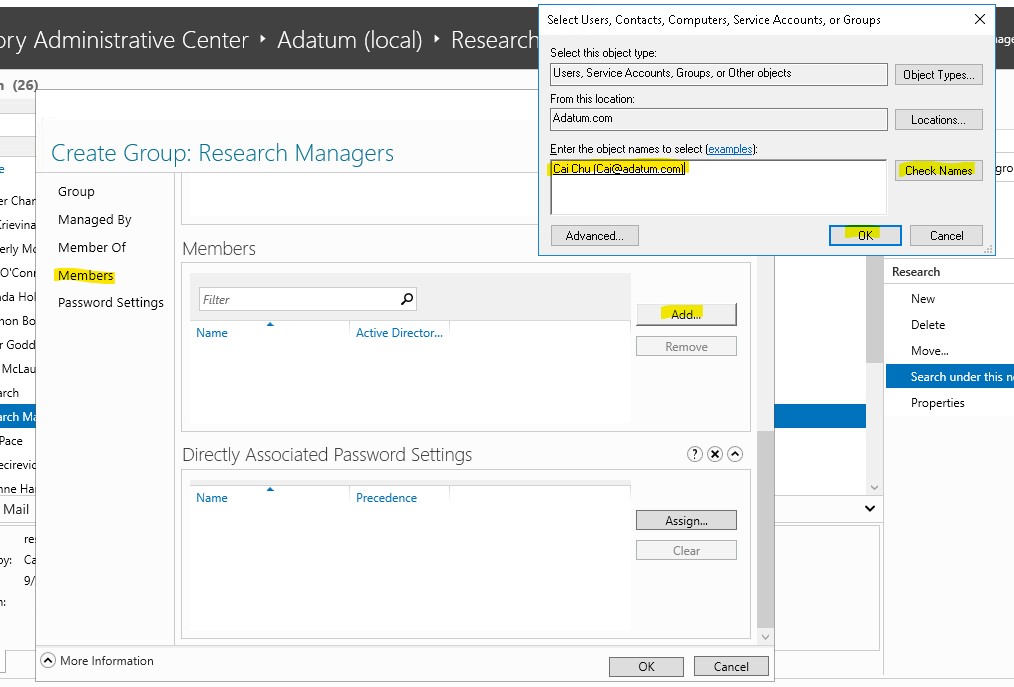 ory Administrative Center ‣ Adatum (local) ‣ Research
(26)
Create Group: Research Managers
Group
Managed By
Member Of
Members
Password Settings
Members
Filter
Name
Active Director...
Add...
Remove
Directly Associated Password Settings
Name
Precedence
Assign...
Clear
More Information
OK
Cancel
Select Users, Contacts, Computers, Service Accounts, or Groups
Select this object type:
Users, Service Accounts, Groups, or Other objects
Object Types...
From this location:
Adatum.com
Locations...
Enter the object names to select (examples):
Cai Chu (Cai@adatum.com)
Check Names
Advanced...
OK
Cancel
er Char
Krievina
erly Mc
O'Conn
nda Hol
non Bo
r Godd
McLau
arch
arch Ma
Pace
ecirevic
nne Ha
Mail
res
by: Ca
9/
Research
New
Delete
Move...
Search under this n
Properties